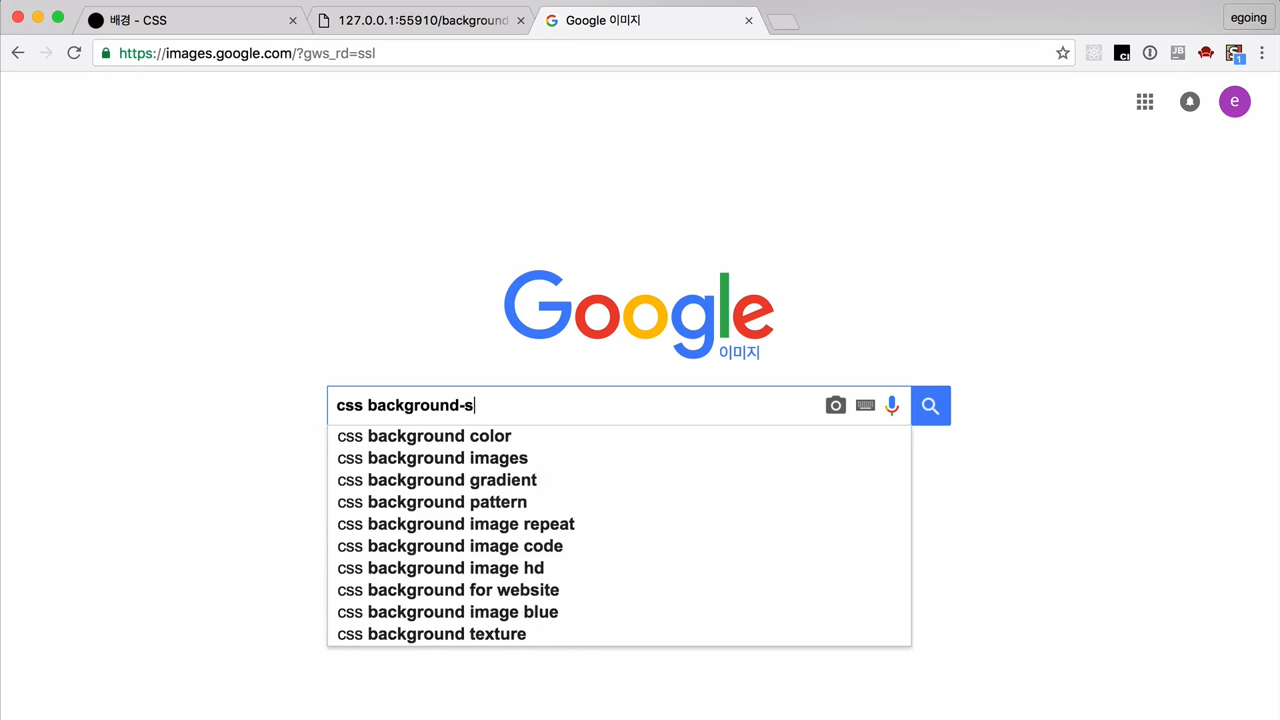 배경 - CSS
127.0.0.1:55910/background
Google 이미지
egoing
https://images.google.com/?gws_rd=ssl
CI
JB
1
e
Google
이미지
css background-s
css background color
css background images
css background gradient
css background pattern
css background image repeat
css background image code
css background image hd
css background for website
css background image blue
css background texture